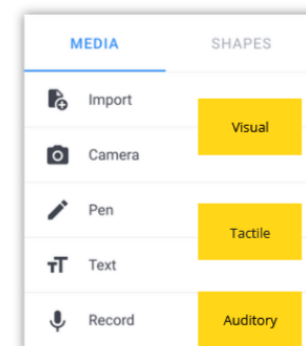 MEDIA SHAPES
Import
Visual
Camera
Pen
Tactile
Text
Record Auditory